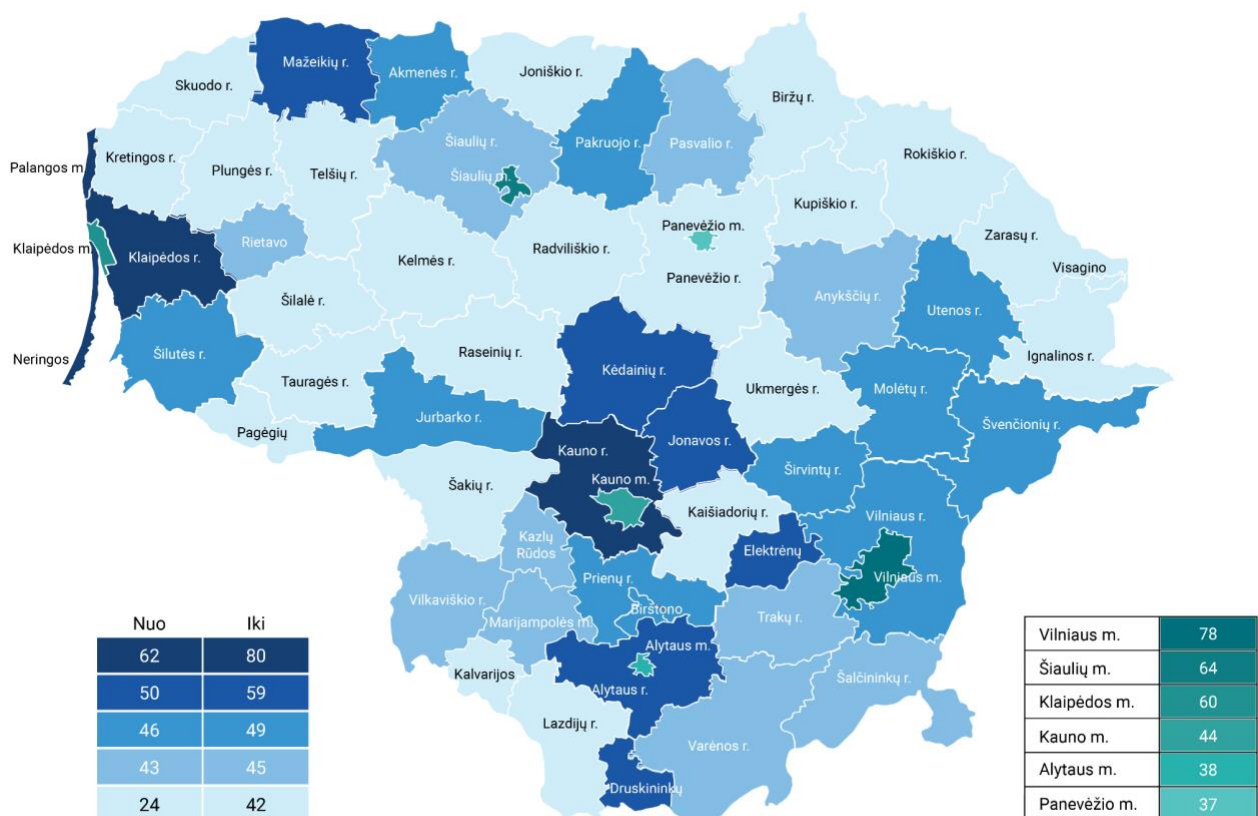 Mažeikių r.
Akmenės r.
Joniškio r.
Skuodo r.
Biržų r.
Kretingos r.
Plungės r.
Telšių r.
Šiaulių r.
Šiaulių m.
Pakruojo r.
Pasvalio r.
Rokiškio r.
Palangos m.
Kupiškio r.
Panevėžio m.
Zarasų r.
Klaipėdos m.
Klaipėdos r.
Rietavo
Kelmės r.
Radviliškio r.
Panevėžio r.
Visagino
Šilalė r.
Anykščių r.
Utenos r.
Neringos
Šilutės r.
Raseinių r.
Ignalinos r.
Tauragės r.
Kėdainių r.
Ukmergės r.
Molėtų r.
Pagėgių
Jurbarko r.
Jonavos r.
Švenčionių r.
Kauno r.
Kauno m.
Širvintų r.
Šakių r.
Kaišiadorių r.
Vilniaus r.
Kazlų
Rūdos
Elektrėnų
Vilniaus m.
Prienų r.
Vilkaviškio r.
Birštono
Marijampolės m.
Trakų r.
Alytaus m.
Kalvarijos
Alytaus r.
Šalčininkų r.
Lazdijų r.
Varėnos r.
Druskininkų
Nuo Iki
62 80
50 59
46 49
43 45
24 42
Vilniaus m. 78
Šiaulių m. 64
Klaipėdos m. 60
Kauno m. 44
Alytaus m. 38
Panevėžio m. 37